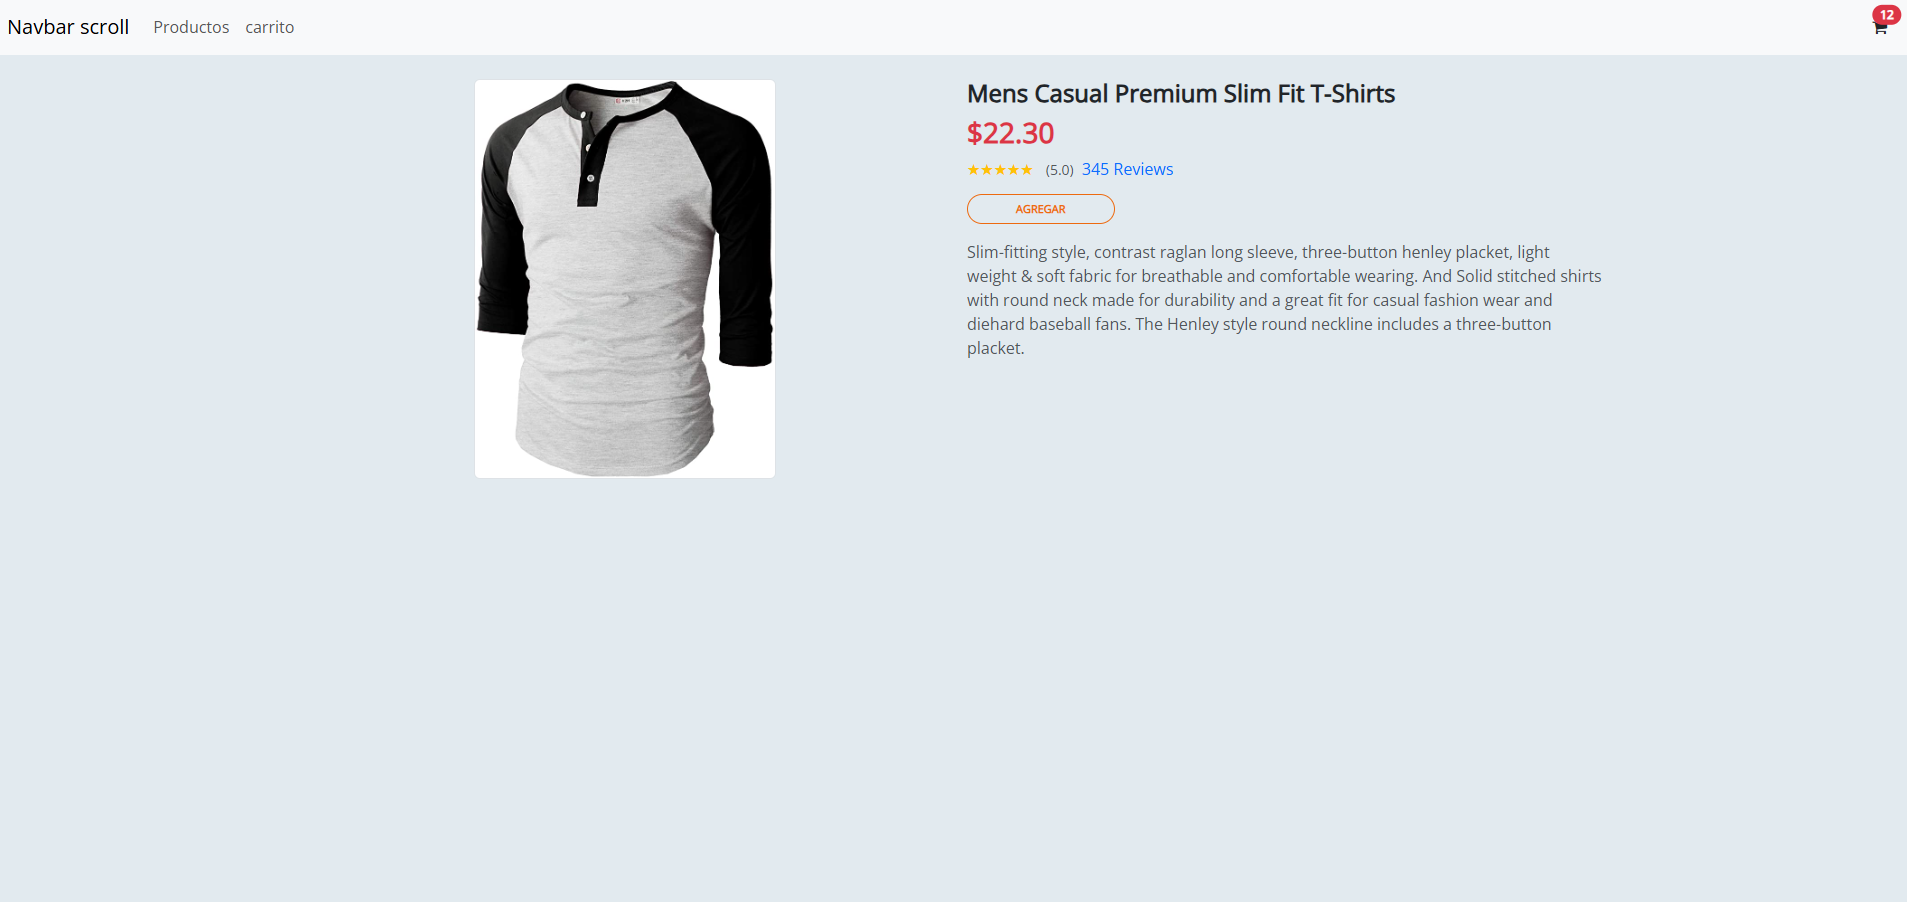 Navbar scroll Productos carrito 12
Mens Casual Premium Slim Fit T-Shirts
$22.30
★★★★★ (5.0) 345 Reviews
AGREGAR
Slim-fitting style, contrast raglan long sleeve, three-button henley placket, light
weight & soft fabric for breathable and comfortable wearing. And Solid stitched shirts
with round neck made for durability and a great fit for casual fashion wear and
diehard baseball fans. The Henley style round neckline includes a three-button
placket.